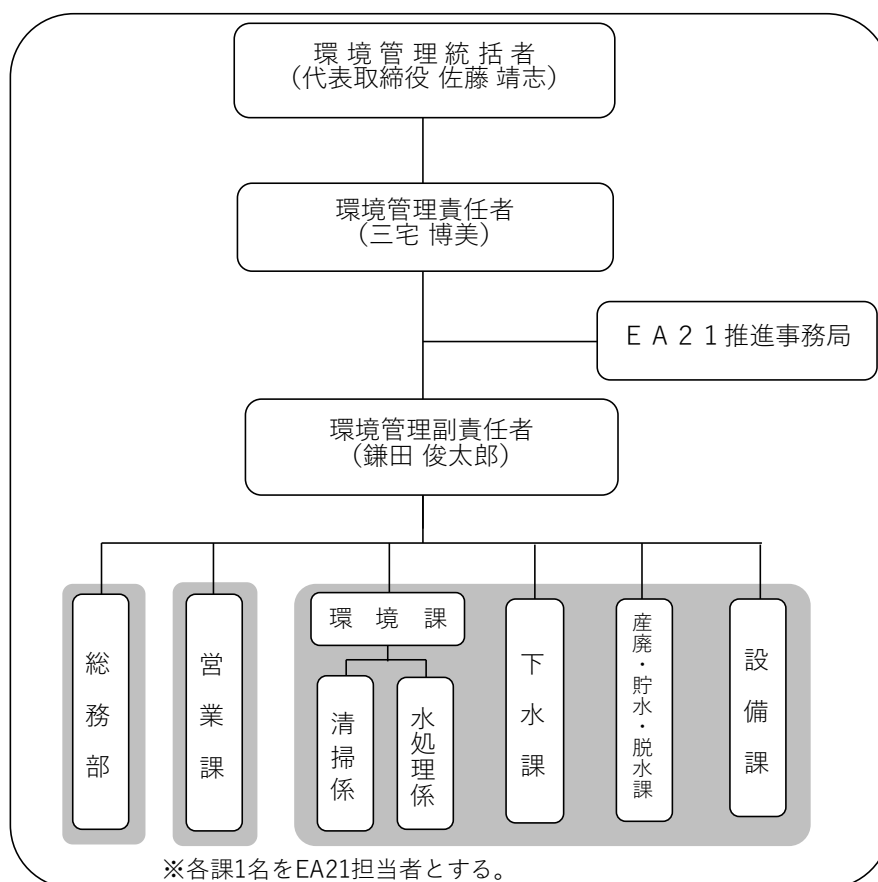 環境管理統括者
（代表取締役 佐藤 靖志）
環境管理責任者
（三宅 博美）
ＥＡ２１推進事務局
環境管理副責任者
（鎌田 俊太郎）
総務部
営業課
環境課
清掃係
水処理係
下水課
産廃・貯水・脱水課
設備課
※各課1名をEA21担当者とする。